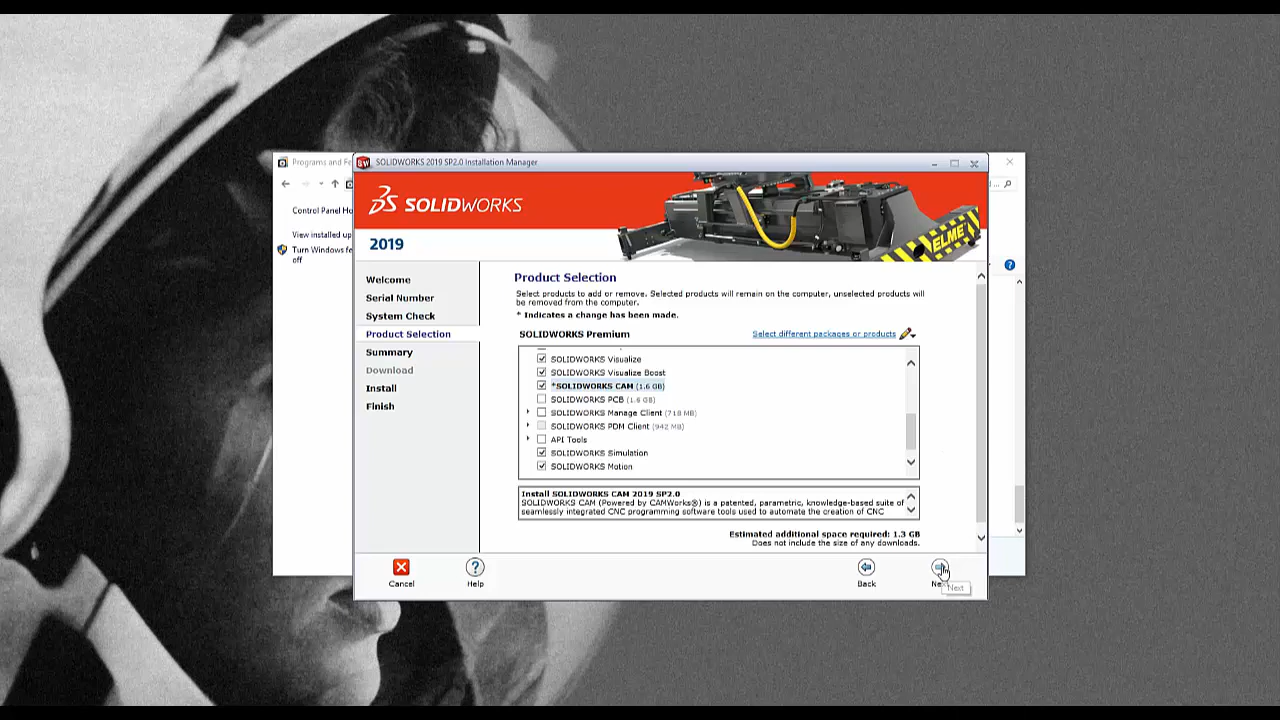 Programs and Fe
SOLIDWORKS 2019 SP2.0 Installation Manager
SOLIDWORKS
ELME
2019
Control Panel Ho
View installed up
Turn Windows fe
off
Welcome
Serial Number
System Check
Product Selection
Summary
Download
Install
Finish
Product Selection
Select products to add or remove. Selected products will remain on the computer, unselected products will
be removed from the computer.
* Indicates a change has been made.
SOLIDWORKS Premium
Select different packages or products
SOLIDWORKS Visualize
SOLIDWORKS Visualize Boost
*SOLIDWORKS CAM (1.6 GB)
SOLIDWORKS PCB (1.6 GB)
SOLIDWORKS Manage Client (718 MB)
SOLIDWORKS PDM Client (942 MB)
API Tools
SOLIDWORKS Simulation
SOLIDWORKS Motion
Install SOLIDWORKS CAM 2019 SP2.0
SOLIDWORKS CAM (Powered by CAMWorks®) is a patented, parametric, knowledge-based suite of
seamlessly integrated CNC programming software tools used to automate the creation of CNC
Estimated additional space required: 1.3 GB
Does not include the size of any downloads.
Cancel
Help
Back
Next